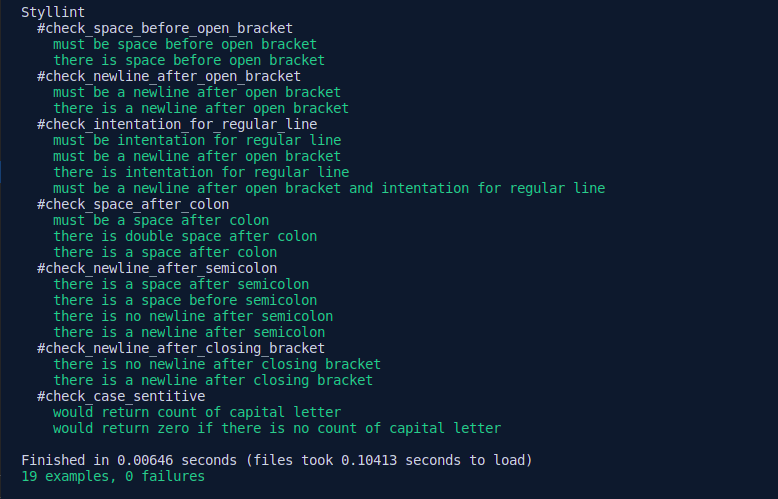 Styllint
#check_space_before_open_bracket
must be space before open bracket
there is space before open bracket
#check_newline_after_open_bracket
must be a newline after open bracket
there is a newline after open bracket
#check_intentation_for_regular_line
must be intentation for regular line
must be a newline after open bracket
there is intentation for regular line
must be a newline after open bracket and intentation for regular line
#check_space_after_colon
must be a space after colon
there is double space after colon
there is a space after colon
#check_newline_after_semicolon
there is a space after semicolon
there is a space before semicolon
there is no newline after semicolon
there is a newline after semicolon
#check_newline_after_closing_bracket
there is no newline after closing bracket
there is a newline after closing bracket
#check_case_sentitive
would return count of capital letter
would return zero if there is no count of capital letter
Finished in 0.00646 seconds (files took 0.10413 seconds to load)
19 examples, 0 failures